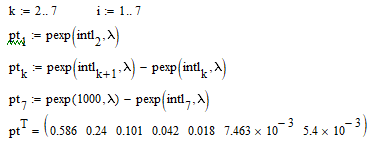 k := 2..7 i := 1..7
pt₁ := pexp(intl₂, λ)
ptₖ := pexp(intlₖ₊₁, λ) − pexp(intlₖ, λ)
pt₇ := pexp(1000, λ) − pexp(intl₇, λ)
ptᵀ = (0.586 0.24 0.101 0.042 0.018 7.463 × 10⁻³ 5.4 × 10⁻³)